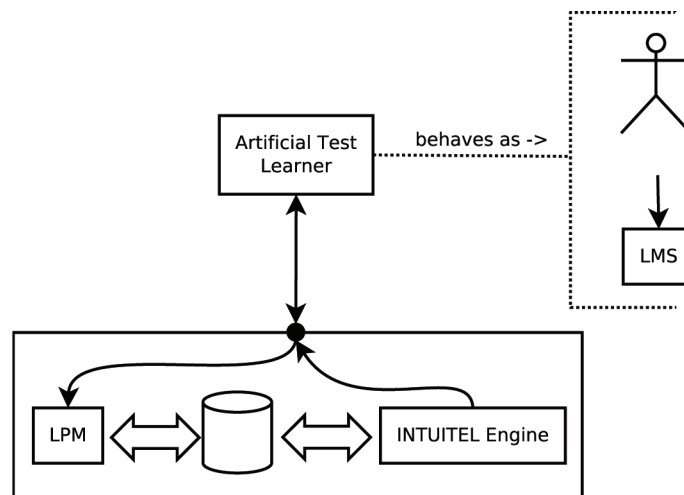 Artificial Test
Learner
behaves as ->
LMS
LPM
INTUITEL Engine